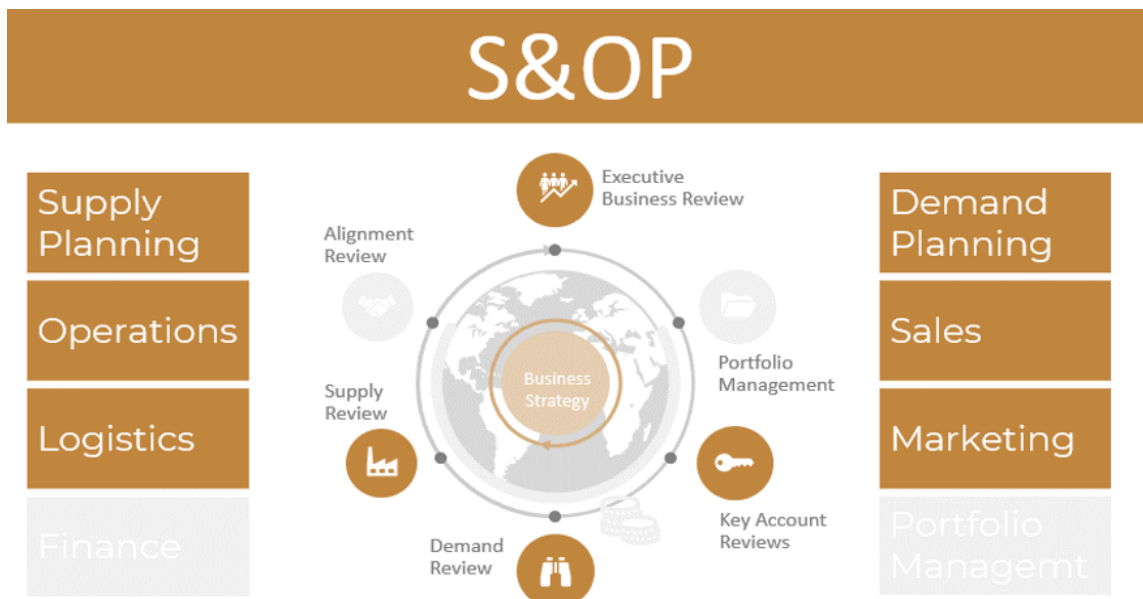 S&OP
Supply
Planning
Operations
Logistics
Finance
Executive
Business Review
Alignment
Review
Portfolio
Management
Business
Strategy
Supply
Review
Key Account
Reviews
Demand
Review
Demand
Planning
Sales
Marketing
Portfolio
Managemt